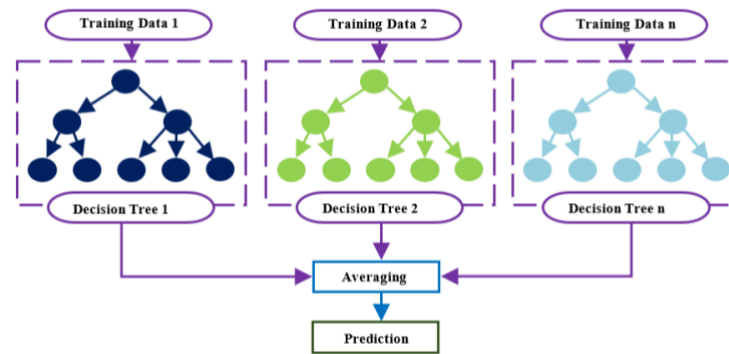 Training Data 1
Training Data 2
Training Data n
Decision Tree 1
Decision Tree 2
Decision Tree n
Averaging
Prediction